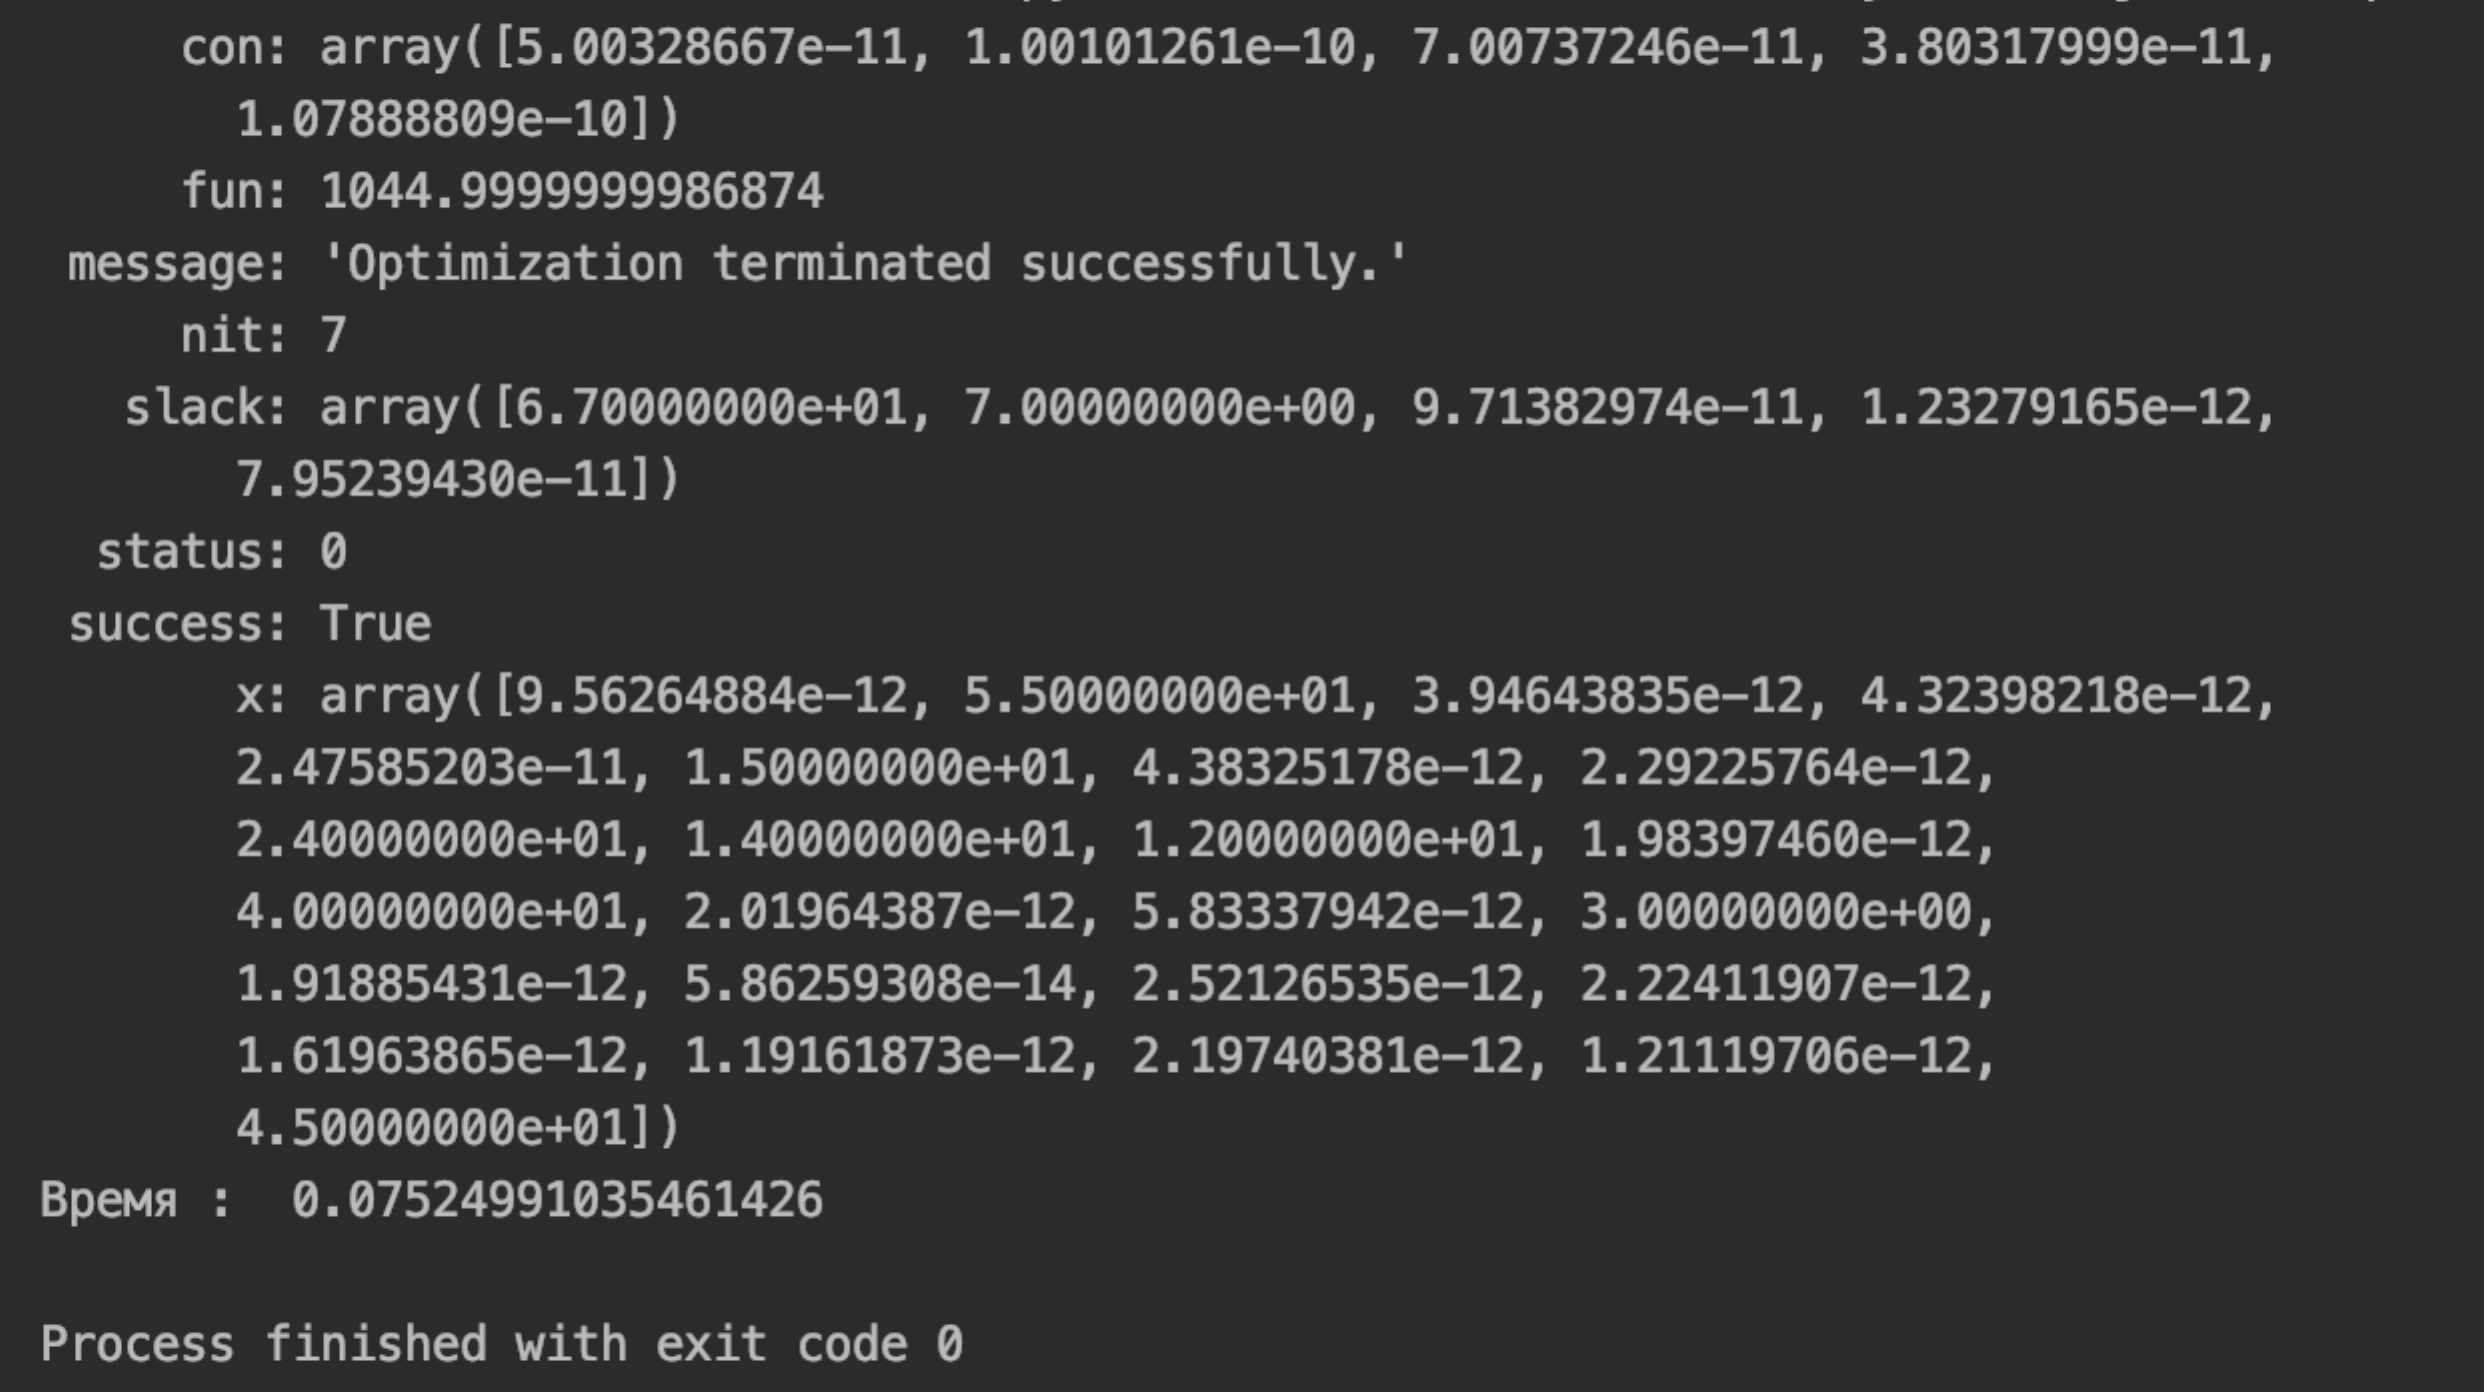 con: array([5.00328667e-11, 1.00101261e-10, 7.00737246e-11, 3.80317999e-11,
1.07888809e-10])
fun: 1044.9999999986874
message: 'Optimization terminated successfully.'
nit: 7
slack: array([6.70000000e+01, 7.00000000e+00, 9.71382974e-11, 1.23279165e-12,
7.95239430e-11])
status: 0
success: True
x: array([9.56264884e-12, 5.50000000e+01, 3.94643835e-12, 4.32398218e-12,
2.47585203e-11, 1.50000000e+01, 4.38325178e-12, 2.29225764e-12,
2.40000000e+01, 1.40000000e+01, 1.20000000e+01, 1.98397460e-12,
4.00000000e+01, 2.01964387e-12, 5.83337942e-12, 3.00000000e+00,
1.91885431e-12, 5.86259308e-14, 2.52126535e-12, 2.22411907e-12,
1.61963865e-12, 1.19161873e-12, 2.19740381e-12, 1.21119706e-12,
4.50000000e+01])
Время :  0.07524991035461426
Process finished with exit code 0